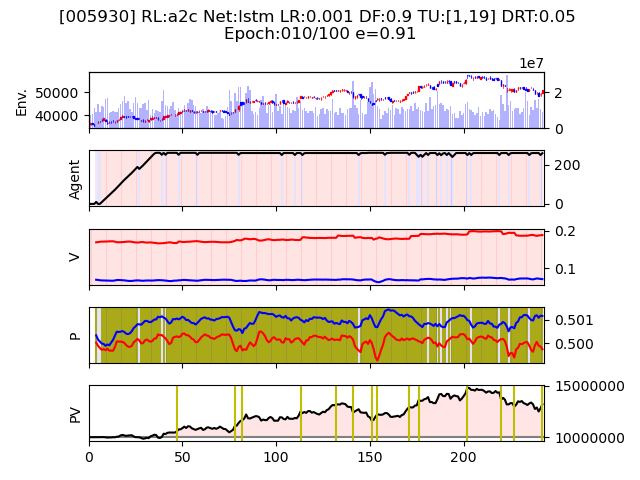 [005930] RL:a2c Net:lstm LR:0.001 DF:0.9 TU:[1,19] DRT:0.05
Epoch:010/100 e=0.91
1e7
Env.
50000
40000
2
0
Agent
200
0
V
0.2
0.1
P
0.501
0.500
PV
15000000
10000000
0
50
100
150
200